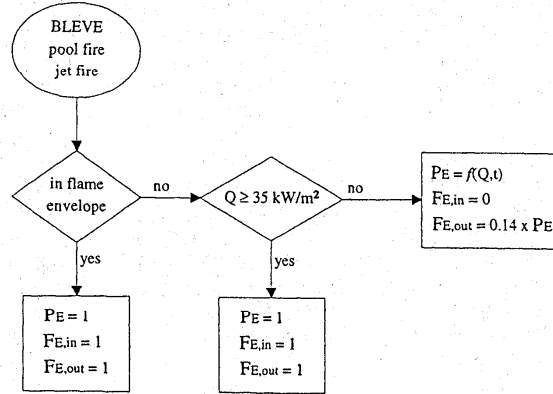 BLEVE
pool fire
jet fire
in flame
envelope
no
Q ≥ 35 kW/m²
no
PE = f(Q,t)
FE,in = 0
FE,out = 0.14 x PE
yes
yes
PE = 1
FE,in = 1
FE,out = 1
PE = 1
FE,in = 1
FE,out = 1